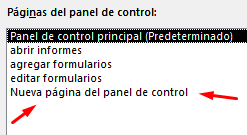 Páginas del panel de control:
Panel de control principal (Predeterminado)
abrir informes
agregar formularios
editar formularios
Nueva página del panel de control